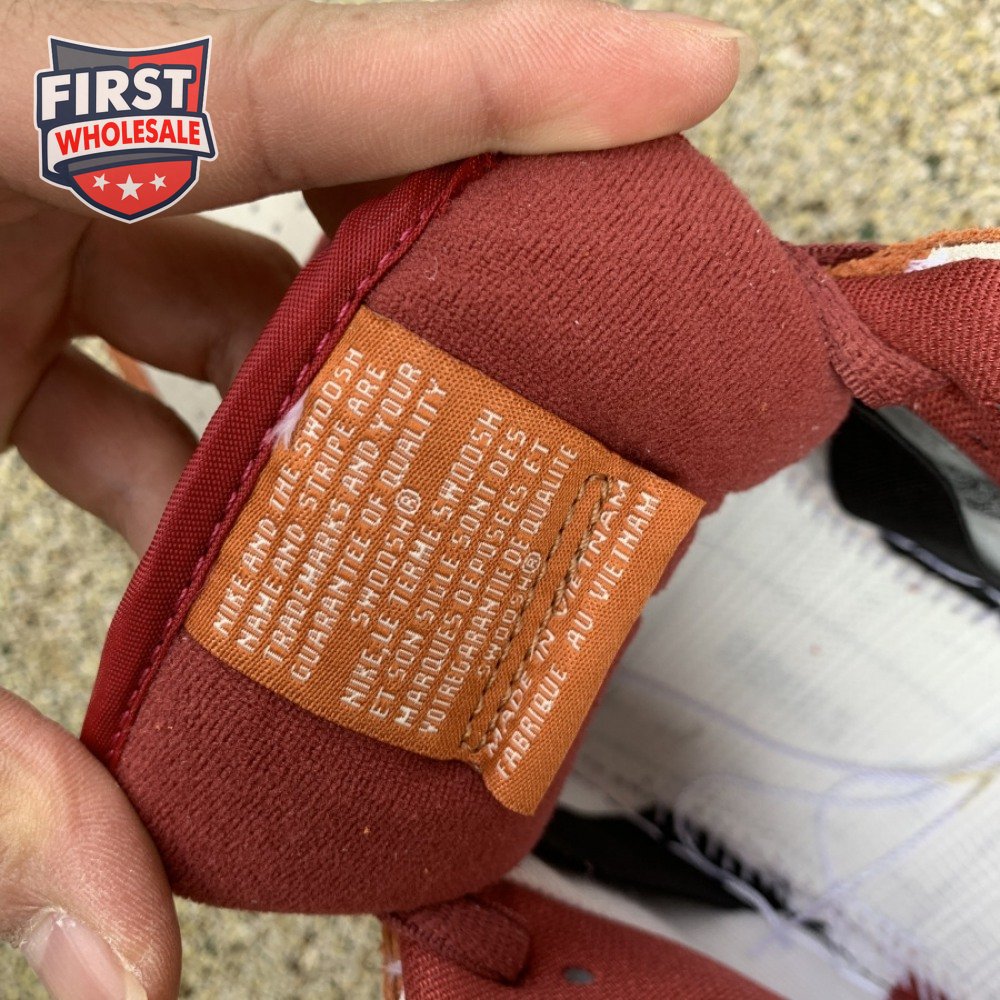 FIRST
WHOLESALE
NIKE AND THE SWOOSH
NAME AND STRIPE ARE
TRADEMARKS AND YOUR
GUARANTEE OF QUALITY
SWOOSH®
NIKE,LE TERME SWOOSH
ET SON SIGLE SONT DES
MARQUES DEPOSEES ET
VOTREGARANTIE DE QUALITE
SWOOSH®
MADE IN VIETNAM
FABRIQUE AU VIETNAM